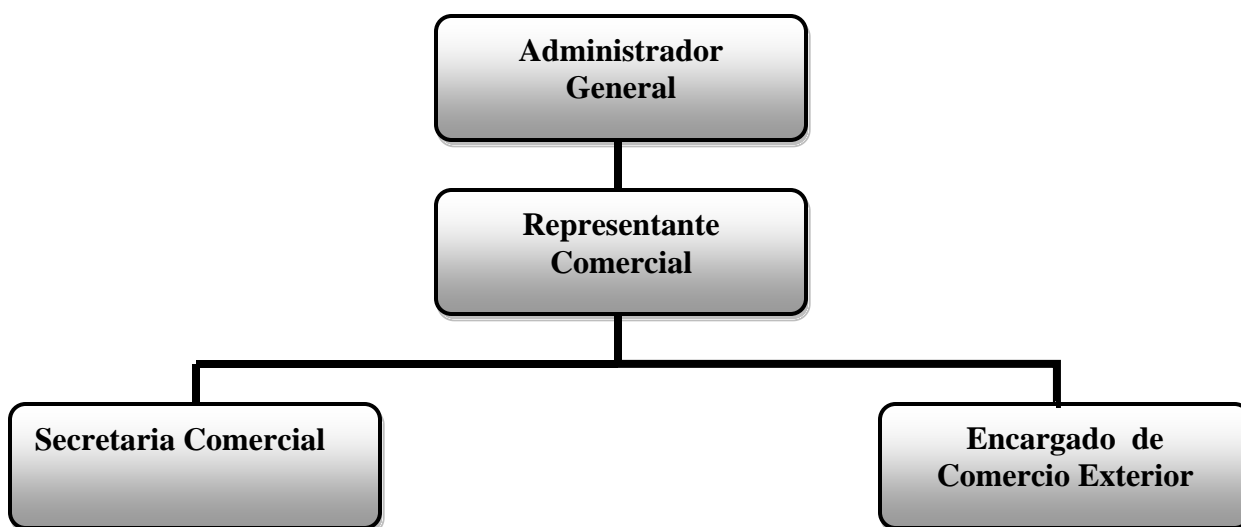 Administrador
General
Representante
Comercial
Secretaria Comercial
Encargado de
Comercio Exterior